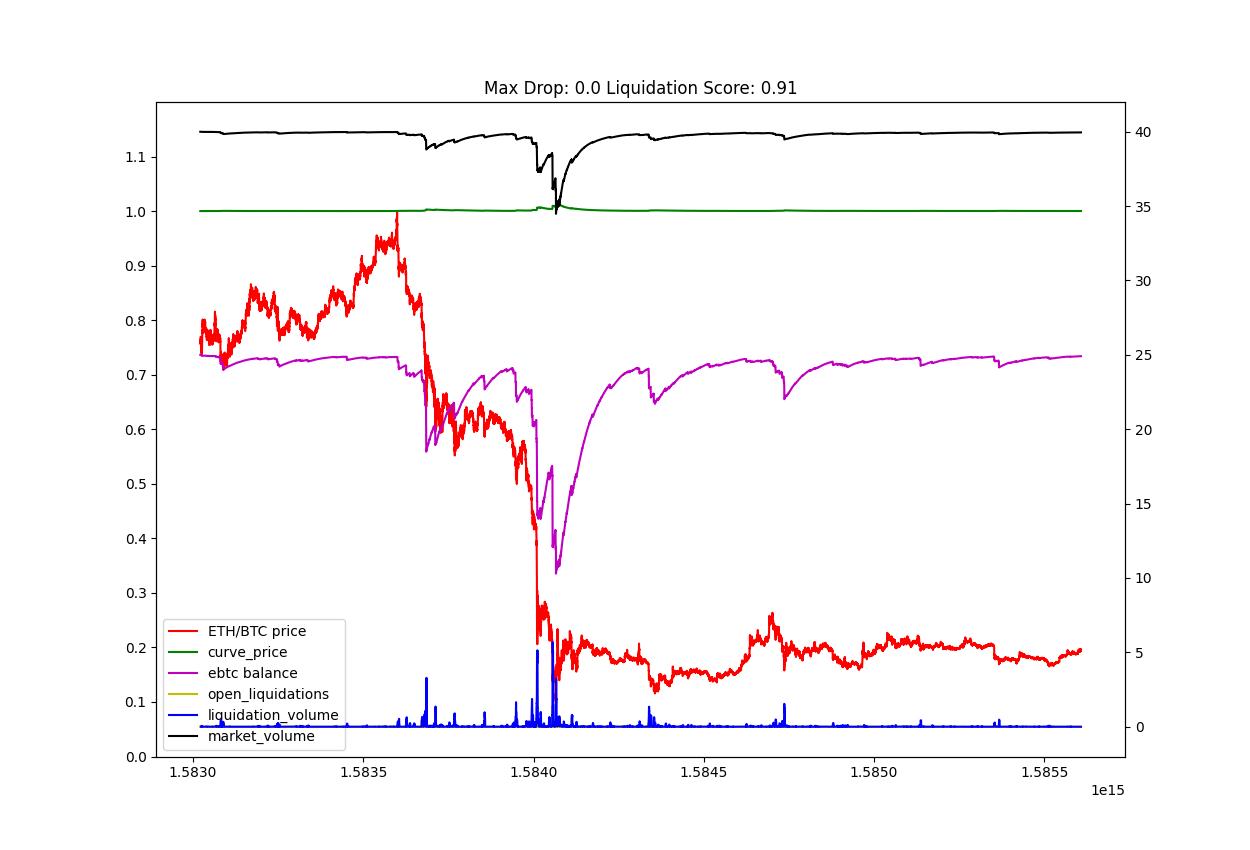 Max Drop: 0.0 Liquidation Score: 0.91
1.1
1.0
0.9
0.8
0.7
0.6
0.5
0.4
0.3
0.2
0.1
0.0
40
35
30
25
20
15
10
5
0
ETH/BTC price
curve_price
ebtc balance
open_liquidations
liquidation_volume
market_volume
1.5830 1.5835 1.5840 1.5845 1.5850 1.5855
1e15